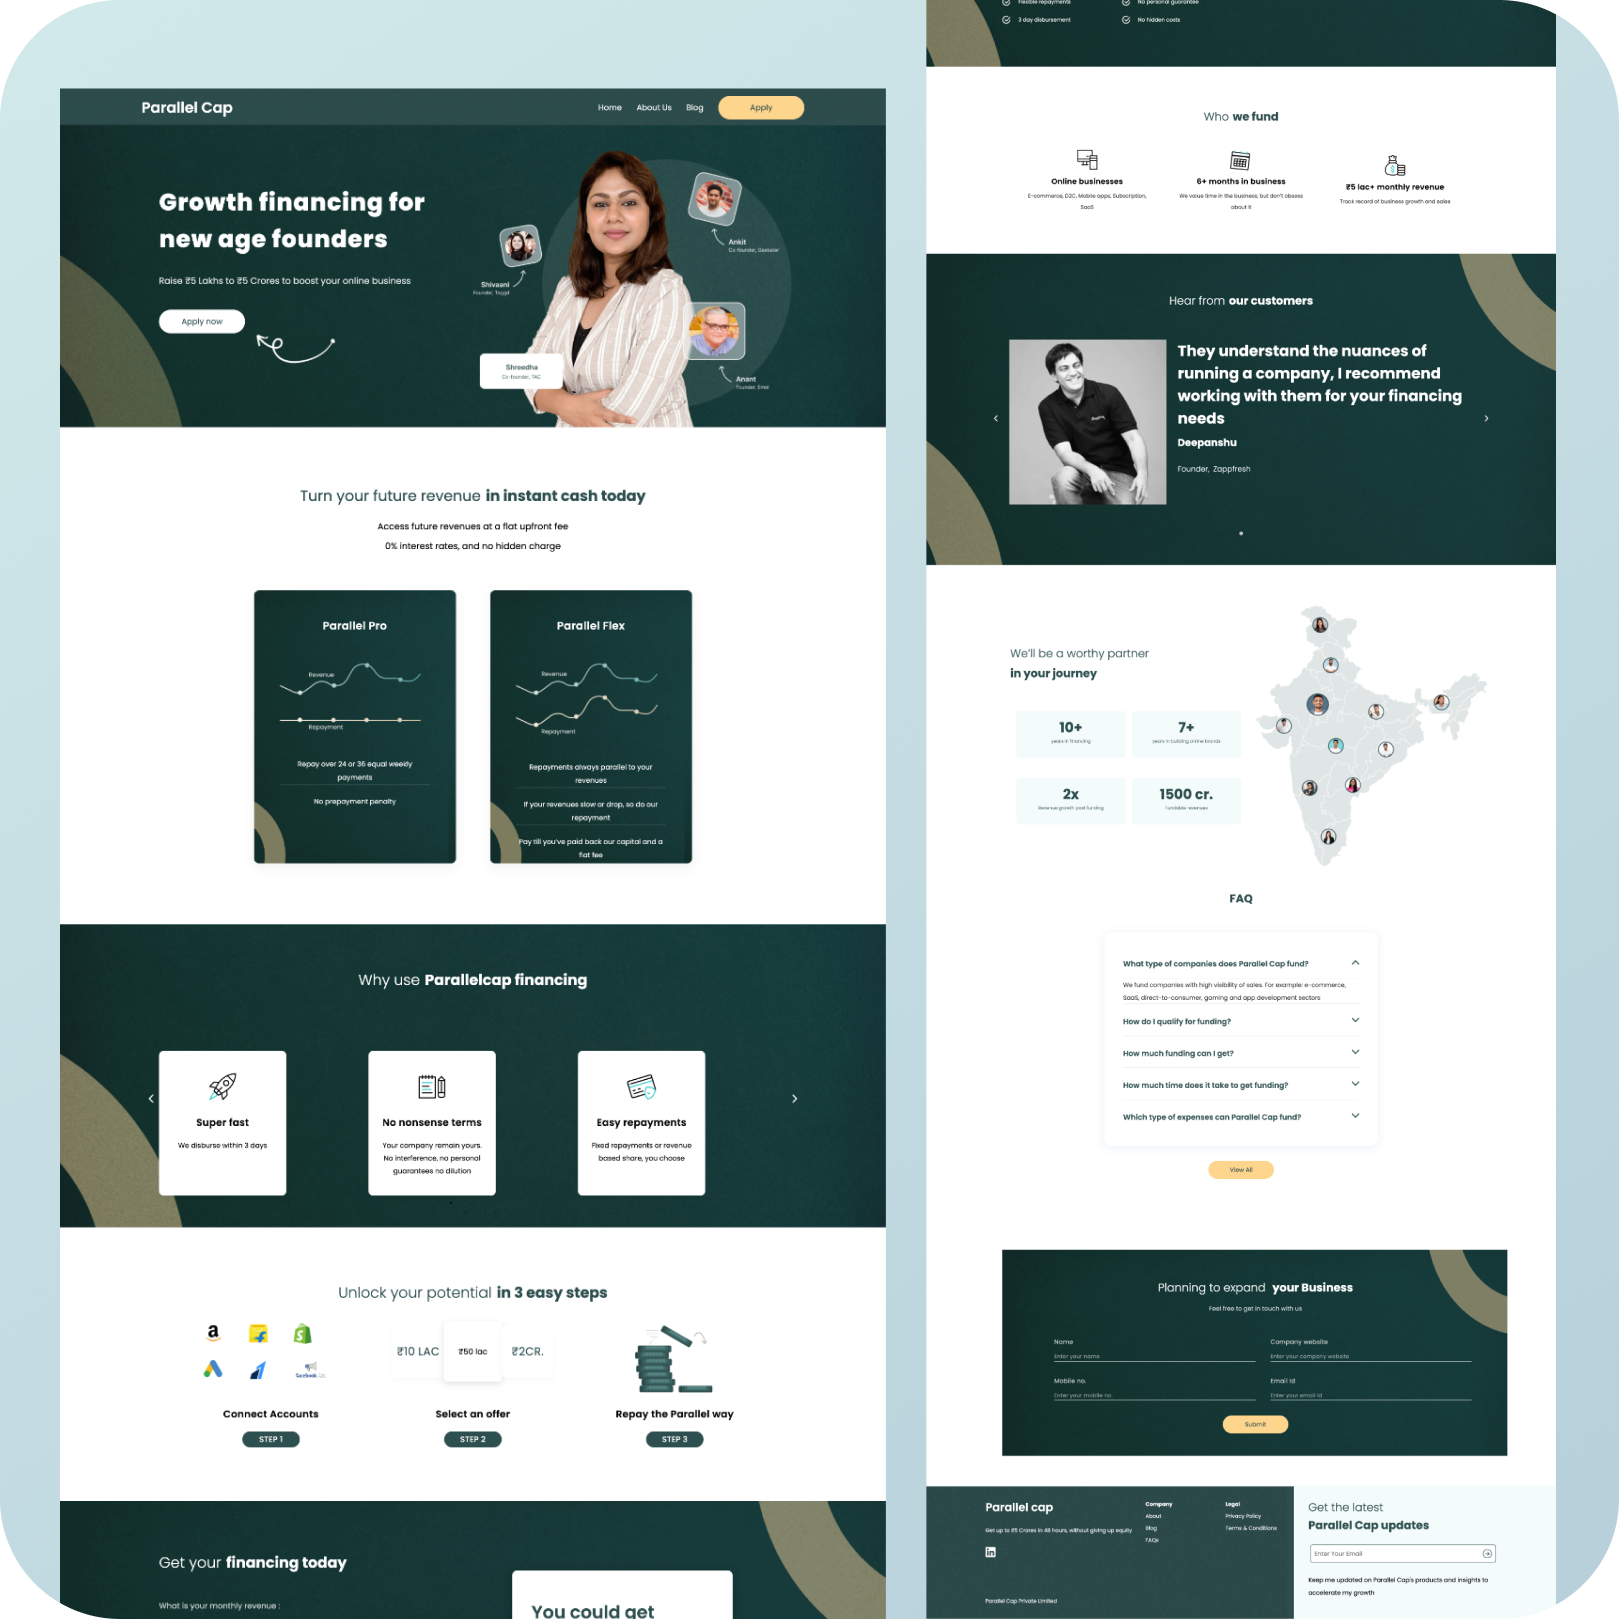 Parallel Cap
Home
About Us
Blog
Apply
Growth financing for
new age founders
Raise ₹5 Lakhs to ₹5 Crores to boost your online business
Apply now
Shivaani
Ankit
Co-founder, Geekster
Shreedha
Co-founder, TAC
Anant
Turn your future revenue in instant cash today
Access future revenues at a flat upfront fee
0% interest rates, and no hidden charge
Parallel Pro
Revenue
Repayment
Repay over 24 or 36 equal weekly
payments
No prepayment penalty
Parallel Flex
Revenue
Repayment
Repayments always parallel to your
revenues
If your revenues slow or drop, so do our
repayment
Pay till you've paid back our capital and a
flat fee
Why use Parallelcap financing
Super fast
We disburse within 3 days
No nonsense terms
Your company remain yours.
No interference, no personal
guarantees no dilution
Easy repayments
Fixed repayments or revenue
based share, you choose
Unlock your potential in 3 easy steps
a
f
S
facebook Ads
Connect Accounts
STEP 1
₹10 LAC
₹50 lac
₹2CR.
Select an offer
STEP 2
Repay the Parallel way
STEP 3
Get your financing today
What is your monthly revenue :
You could get
Flexible repayments
No personal guarantee
3 day disbursement
No hidden costs
Who we fund
Online businesses
E-commerce, D2C, Mobile apps, Subscription,
SaaS
6+ months in business
We value time in the business, but don't obsess
about it
₹5 lac+ monthly revenue
Track record of business growth and sales
Hear from our customers
They understand the nuances of
running a company, I recommend
working with them for your financing
needs
Deepanshu
Founder, Zappfresh
We'll be a worthy partner
in your journey
10+
years in financing
7+
years in building online brands
2x
Revenue growth post funding
1500 cr.
Fundable revenues
FAQ
What type of companies does Parallel Cap fund?
We fund companies with high visibility of sales. For example: e-commerce,
SaaS, direct-to-consumer, gaming and app development sectors
How do I qualify for funding?
How much funding can I get?
How much time does it take to get funding?
Which type of expenses can Parallel Cap fund?
View All
Planning to expand your Business
Feel free to get in touch with us
Name
Enter your name
Company website
Enter your company website
Mobile no.
Enter your mobile no.
Email Id
Enter your email id
Submit
Parallel cap
Get up to ₹5 Crores in 48 hours, without giving up equity
in
Parallel Cap Private Limited
Company
About
Blog
FAQs
Legal
Privacy Policy
Terms & Conditions
Get the latest
Parallel Cap updates
Enter Your Email
Keep me updated on Parallel Cap's products and insights to
accelerate my growth